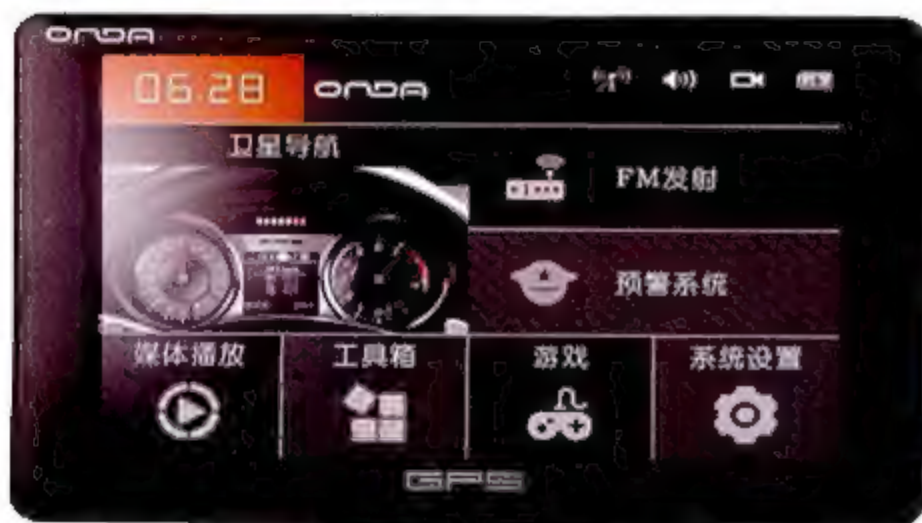 ONDA
06.28 ONDA
卫星导航
FM发射
预警系统
媒体播放 工具箱 游戏 系统设置
GPS